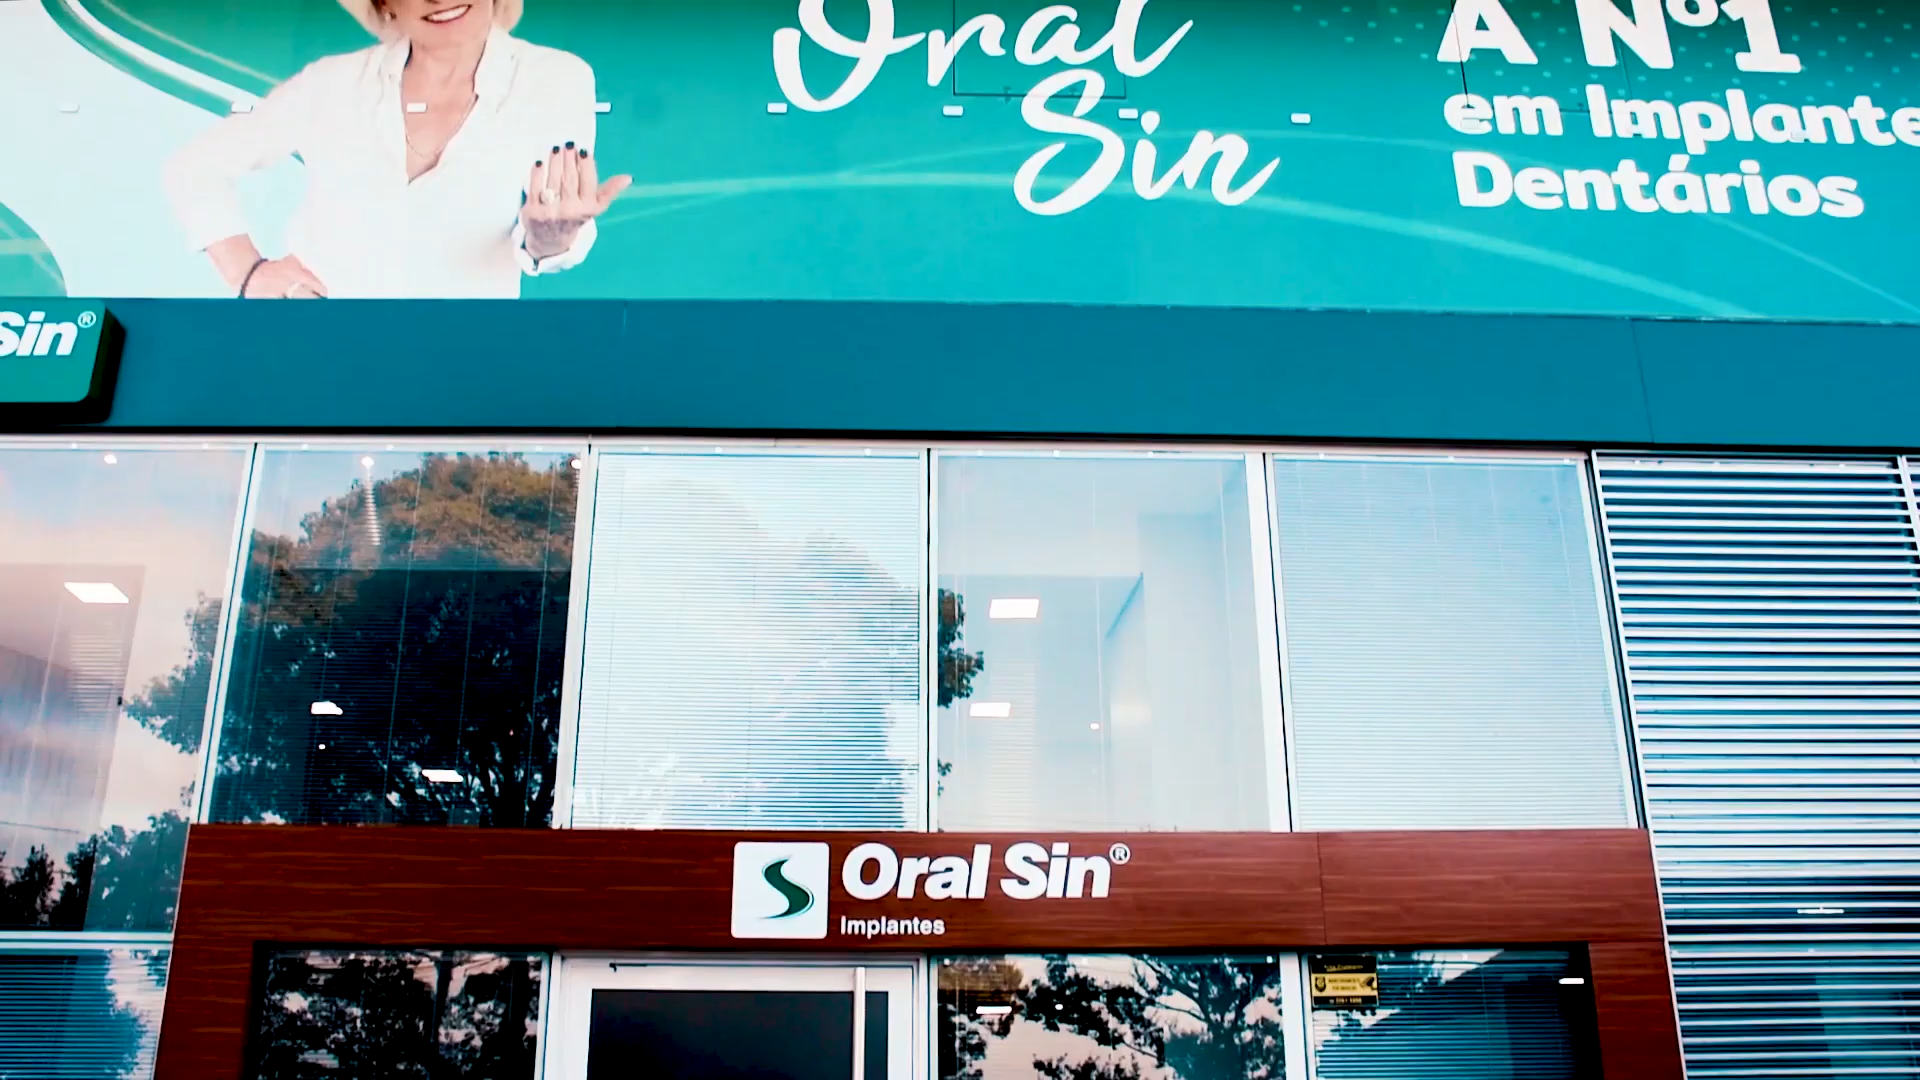 Oral
Sin
A Nº1
em Implante
Dentários
Sin®
Oral Sin®
Implantes